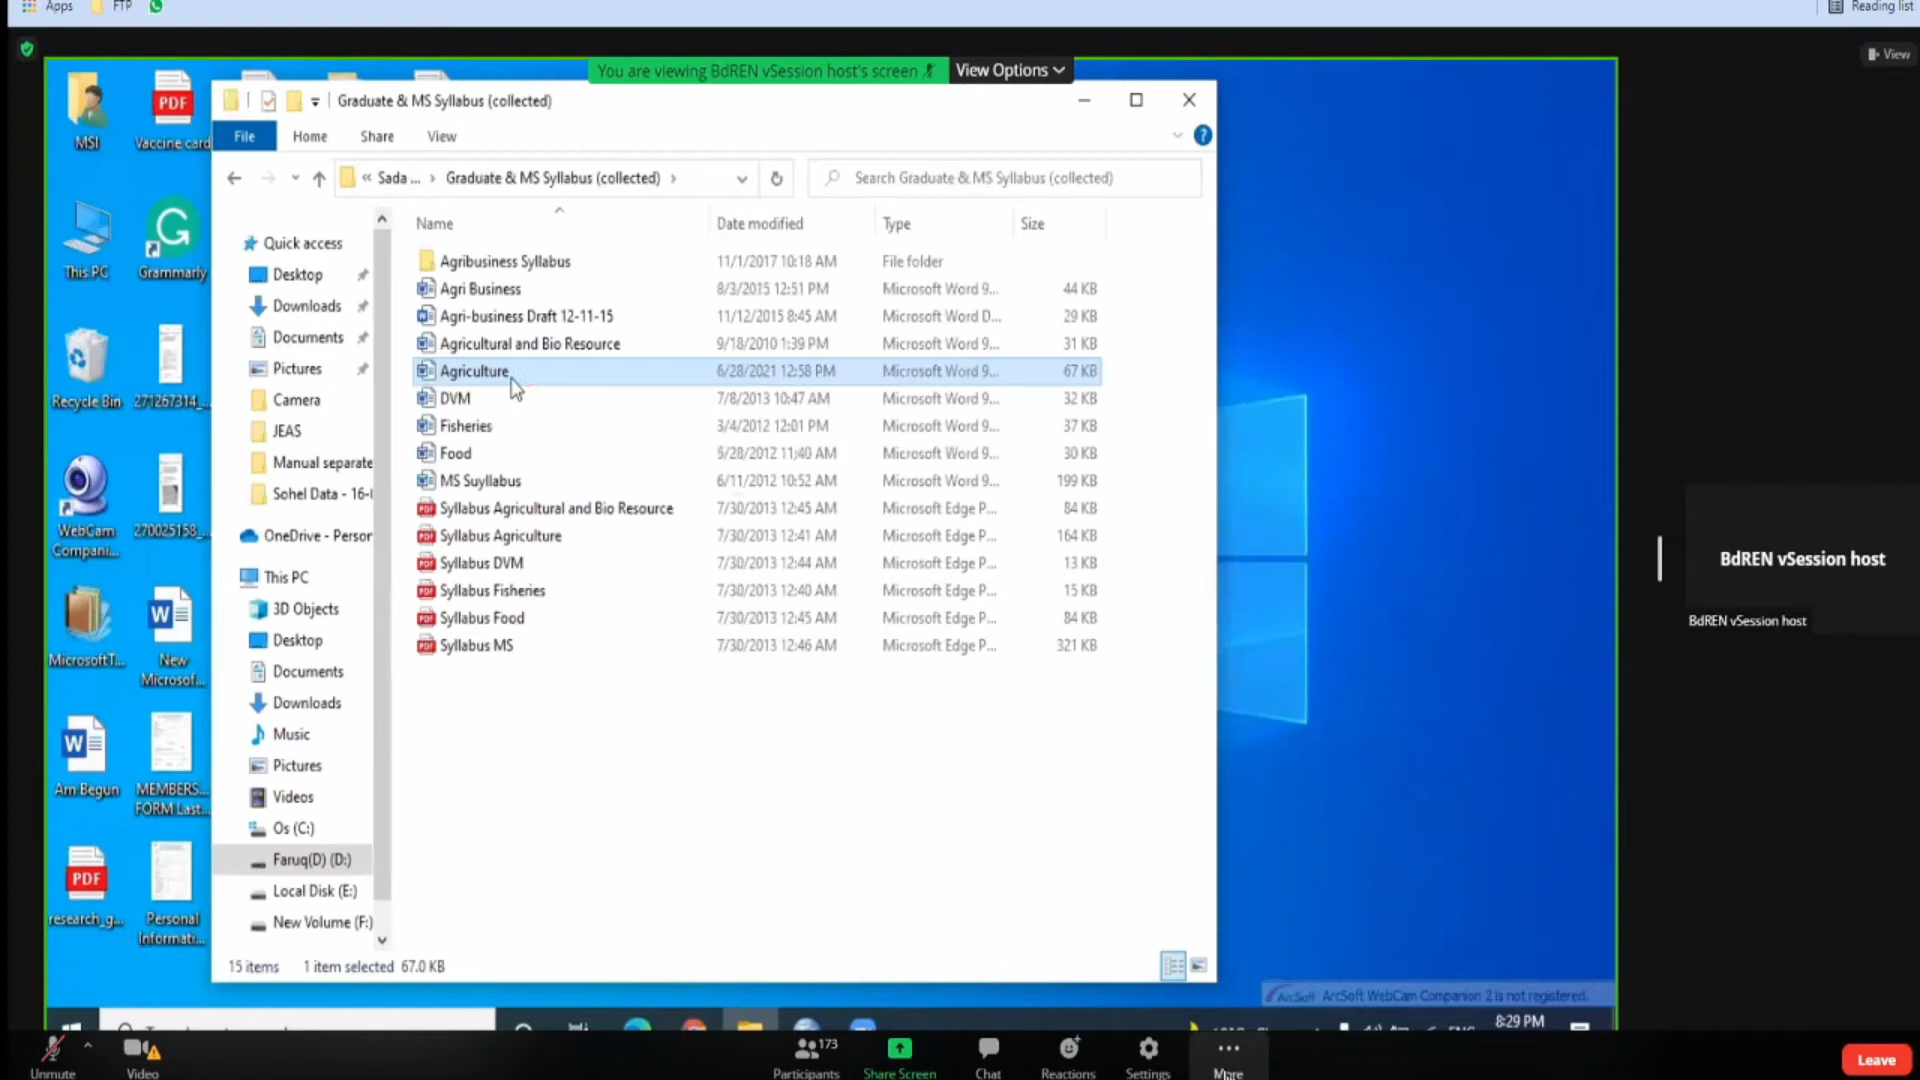 Apps FTP Reading list
You are viewing BdREN vSession host's screen View Options View
Graduate & MS Syllabus (collected)
File Home Share View
« Sada ... › Graduate & MS Syllabus (collected) › Search Graduate & MS Syllabus (collected)
Name Date modified Type Size
Agribusiness Syllabus 11/1/2017 10:18 AM File folder
Agri Business 8/3/2015 12:51 PM Microsoft Word 9... 44 KB
Agri-business Draft 12-11-15 11/12/2015 8:45 AM Microsoft Word D... 29 KB
Agricultural and Bio Resource 9/18/2010 1:39 PM Microsoft Word 9... 31 KB
Agriculture 6/28/2021 12:58 PM Microsoft Word 9... 67 KB
DVM 7/8/2013 10:47 AM Microsoft Word 9... 32 KB
Fisheries 3/4/2012 12:01 PM Microsoft Word 9... 37 KB
Food 5/28/2012 11:40 AM Microsoft Word 9... 30 KB
MS Suyllabus 6/11/2012 10:52 AM Microsoft Word 9... 199 KB
Syllabus Agricultural and Bio Resource 7/30/2013 12:45 AM Microsoft Edge P... 84 KB
Syllabus Agriculture 7/30/2013 12:41 AM Microsoft Edge P... 164 KB
Syllabus DVM 7/30/2013 12:44 AM Microsoft Edge P... 13 KB
Syllabus Fisheries 7/30/2013 12:40 AM Microsoft Edge P... 15 KB
Syllabus Food 7/30/2013 12:45 AM Microsoft Edge P... 84 KB
Syllabus MS 7/30/2013 12:46 AM Microsoft Edge P... 321 KB
Quick access
Desktop
Downloads
Documents
Pictures
Camera
JEAS
Manual separate
Sohel Data - 16-
OneDrive - Person
This PC
3D Objects
Desktop
Documents
Downloads
Music
Pictures
Videos
Os (C:)
Faruq(D) (D:)
Local Disk (E:)
New Volume (F:)
15 items 1 item selected 67.0 KB
MSI
PDF
Vaccine card
This PC
Grammarly
Recycle Bin
271267314_...
WebCam
Compani...
270025158_...
MicrosoftT...
New
Microsof...
Am Begun
MEMBERS...
FORM Last...
PDF
research_g...
Personal
Informati...
BdREN vSession host
BdREN vSession host
ArcSoft ArcSoft WebCam Companion 2 is not registered.
8:29 PM
Unmute Video 173 Participants Share Screen Chat Reactions Settings More Leave